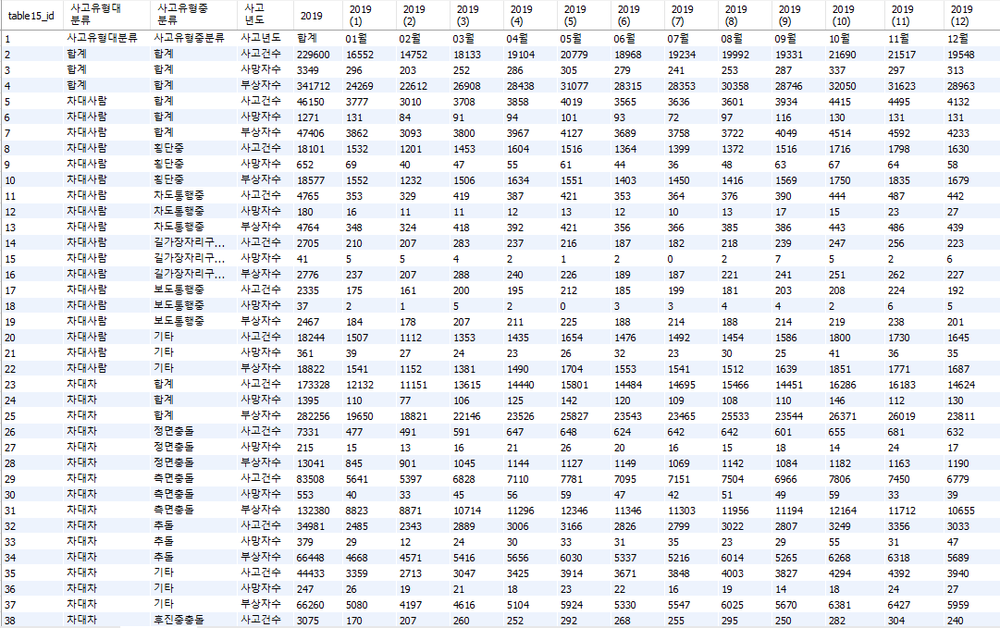 table15_id 사고유형대분류 사고유형중분류 사고년도 2019 2019 (1) 2019 (2) 2019 (3) 2019 (4) 2019 (5) 2019 (6) 2019 (7) 2019 (8) 2019 (9) 2019 (10) 2019 (11) 2019 (12)
1 사고유형대분류 사고유형중분류 사고년도 합계 01월 02월 03월 04월 05월 06월 07월 08월 09월 10월 11월 12월
2 합계 합계 사고건수 229600 16552 14752 18133 19104 20779 18968 19234 19992 19331 21690 21517 19548
3 합계 합계 사망자수 3349 296 203 252 286 305 279 241 253 287 337 297 313
4 합계 합계 부상자수 341712 24269 22612 26908 28438 31077 28315 28353 30358 28746 32050 31623 28963
5 차대사람 합계 사고건수 46150 3777 3010 3708 3858 4019 3565 3636 3601 3934 4415 4495 4132
6 차대사람 합계 사망자수 1271 131 84 91 94 101 93 72 97 116 130 131 131
7 차대사람 합계 부상자수 47406 3862 3093 3800 3967 4127 3689 3758 3722 4049 4514 4592 4233
8 차대사람 횡단중 사고건수 18101 1532 1201 1453 1604 1516 1364 1399 1372 1516 1716 1798 1630
9 차대사람 횡단중 사망자수 652 69 40 47 55 61 44 36 48 63 67 64 58
10 차대사람 횡단중 부상자수 18577 1552 1232 1506 1634 1551 1403 1450 1416 1569 1750 1835 1679
11 차대사람 차도통행중 사고건수 4765 353 329 419 387 421 353 364 376 390 444 487 442
12 차대사람 차도통행중 사망자수 180 16 11 11 12 13 12 10 13 17 15 23 27
13 차대사람 차도통행중 부상자수 4764 348 324 418 392 421 356 366 385 386 443 486 439
14 차대사람 길가장자리구... 사고건수 2705 210 207 283 237 216 187 182 218 239 247 256 223
15 차대사람 길가장자리구... 사망자수 41 5 5 4 2 1 2 0 2 7 5 2 6
16 차대사람 길가장자리구... 부상자수 2776 237 207 288 240 226 189 187 221 241 251 262 227
17 차대사람 보도통행중 사고건수 2335 175 161 200 195 212 185 199 181 203 208 224 192
18 차대사람 보도통행중 사망자수 37 2 1 5 2 0 3 3 4 4 2 6 5
19 차대사람 보도통행중 부상자수 2467 184 178 207 211 225 188 214 188 214 219 238 201
20 차대사람 기타 사고건수 18244 1507 1112 1353 1435 1654 1476 1492 1454 1586 1800 1730 1645
21 차대사람 기타 사망자수 361 39 27 24 23 26 32 23 30 25 41 36 35
22 차대사람 기타 부상자수 18822 1541 1152 1381 1490 1704 1553 1541 1512 1639 1851 1771 1687
23 차대차 합계 사고건수 173328 12132 11151 13615 14440 15801 14484 14695 15466 14451 16286 16183 14624
24 차대차 합계 사망자수 1395 110 77 106 125 142 120 109 108 110 146 112 130
25 차대차 합계 부상자수 282256 19650 18821 22146 23526 25827 23543 23465 25533 23544 26371 26019 23811
26 차대차 정면충돌 사고건수 7331 477 491 591 647 648 624 642 642 601 655 681 632
27 차대차 정면충돌 사망자수 215 15 13 16 21 26 20 16 15 18 14 24 17
28 차대차 정면충돌 부상자수 13041 845 901 1045 1144 1127 1149 1069 1142 1084 1182 1163 1190
29 차대차 측면충돌 사고건수 83508 5641 5397 6828 7110 7781 7095 7151 7504 6966 7806 7450 6779
30 차대차 측면충돌 사망자수 553 40 33 45 56 59 47 42 51 49 59 33 39
31 차대차 측면충돌 부상자수 132380 8823 8871 10714 11296 12346 11346 11303 11956 11194 12164 11712 10655
32 차대차 추돌 사고건수 34981 2485 2343 2889 3006 3166 2826 2799 3022 2807 3249 3356 3033
33 차대차 추돌 사망자수 379 29 12 24 30 33 31 35 23 29 55 31 47
34 차대차 추돌 부상자수 66448 4668 4571 5416 5656 6030 5337 5216 6014 5265 6268 6318 5689
35 차대차 기타 사고건수 44433 3359 2713 3047 3425 3914 3671 3848 4003 3827 4294 4392 3940
36 차대차 기타 사망자수 247 26 19 21 18 23 22 16 19 14 18 24 27
37 차대차 기타 부상자수 66260 5080 4197 4616 5104 5924 5330 5547 6025 5670 6381 6427 5959
38 차대차 후진중충돌 사고건수 3075 170 207 260 252 292 268 255 295 250 282 304 240